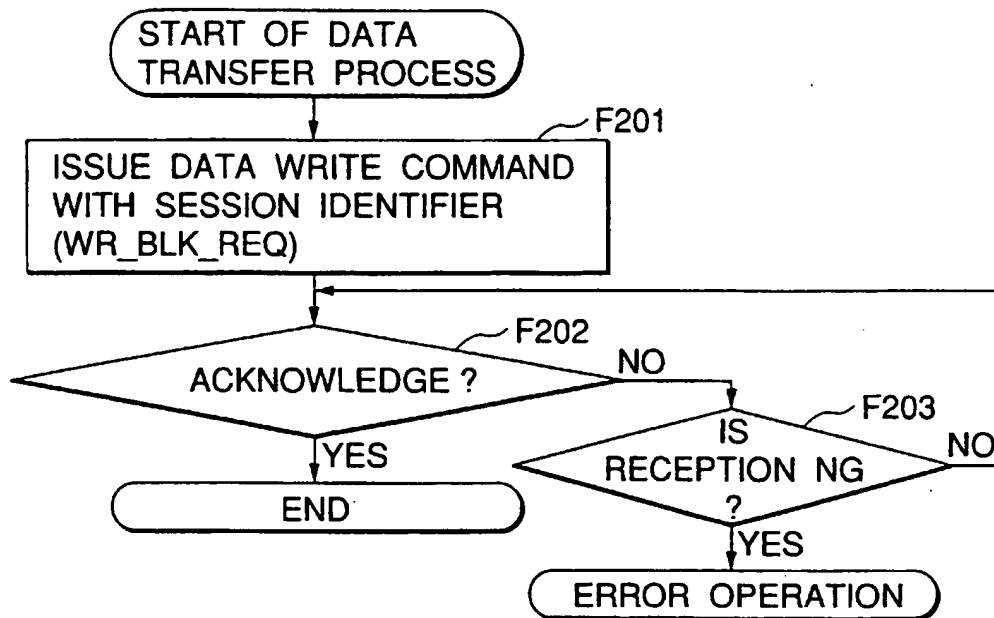 START OF DATA
TRANSFER PROCESS
F201
ISSUE DATA WRITE COMMAND
WITH SESSION IDENTIFIER
(WR_BLK_REQ)
F202
ACKNOWLEDGE ?
NO
YES
END
F203
IS
RECEPTION NG
?
NO
YES
ERROR OPERATION